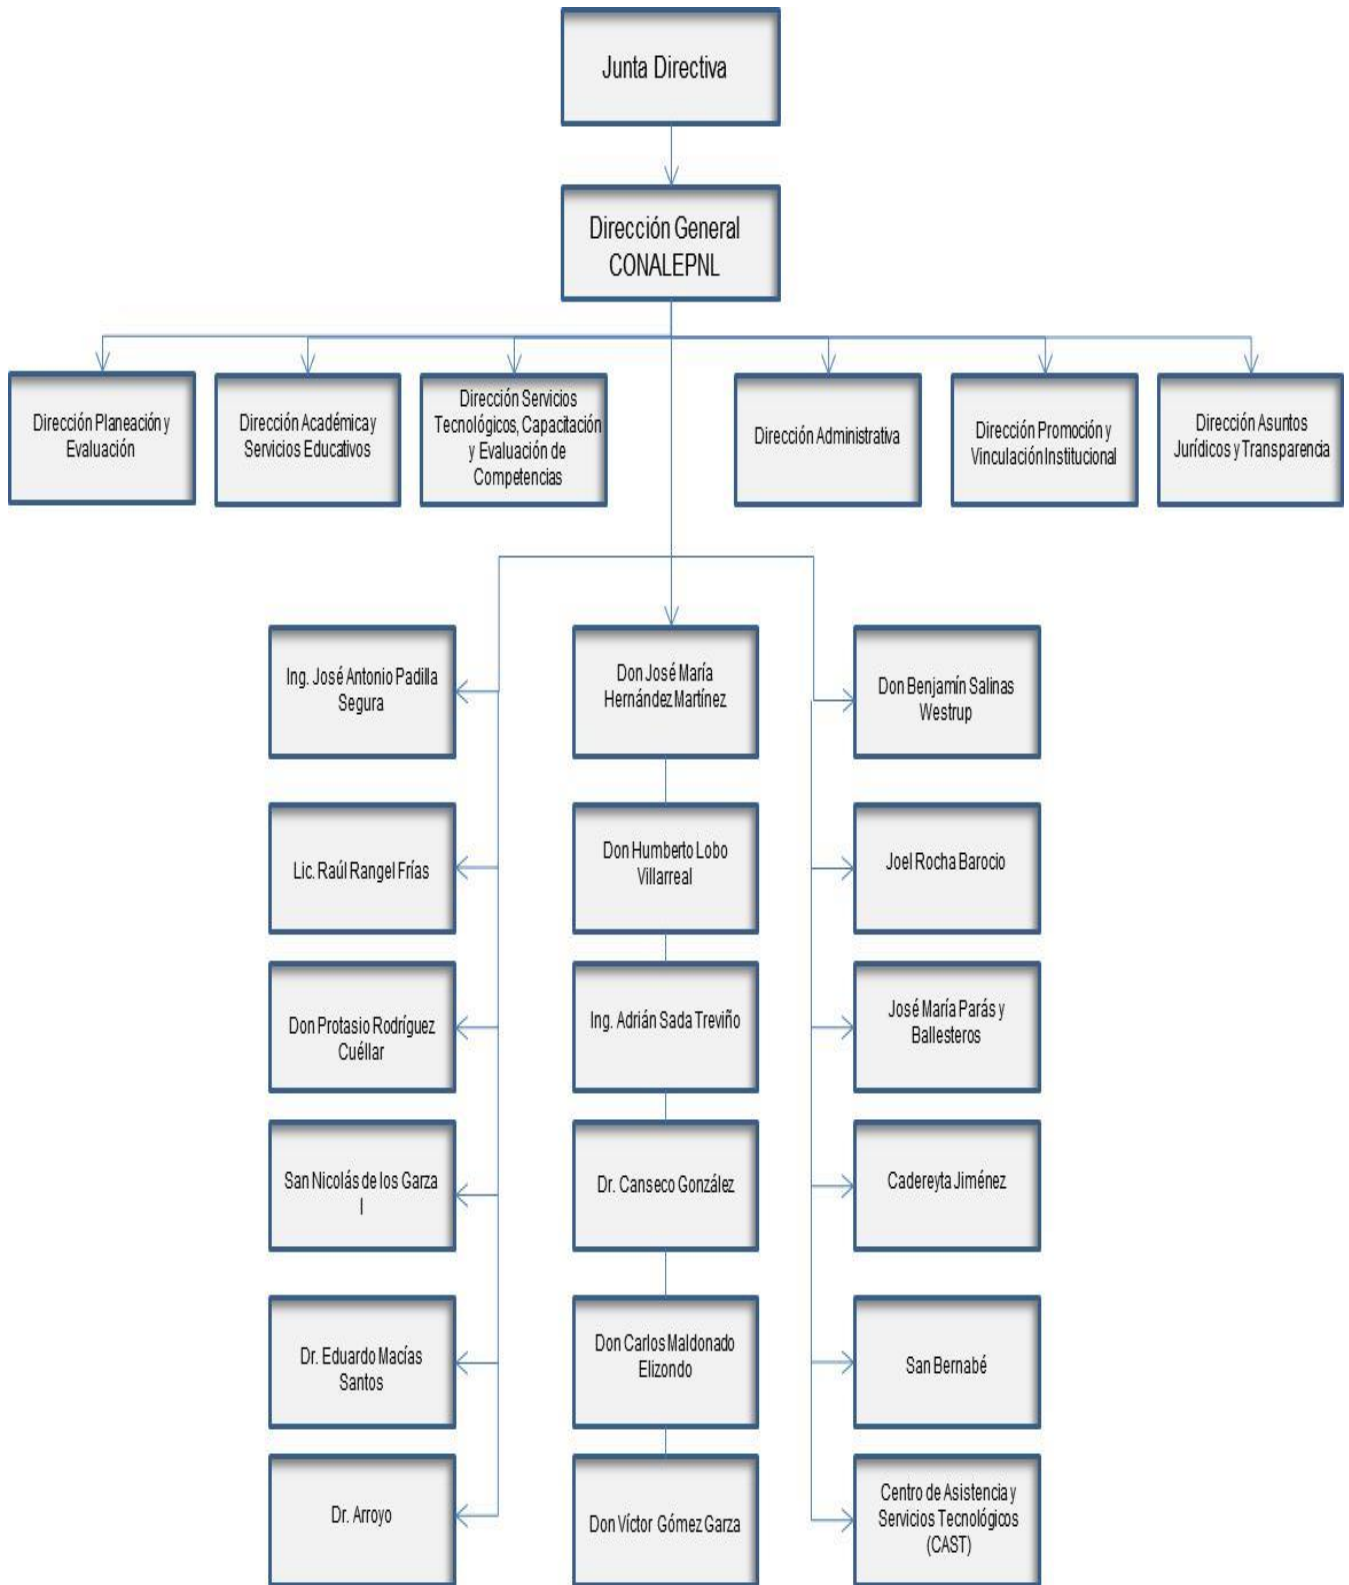 Junta Directiva
Dirección General
CONALEPNL
Dirección Planeación y
Evaluación
Dirección Académica y
Servicios Educativos
Dirección Servicios
Tecnológicos, Capacitación
y Evaluación de
Competencias
Dirección Administrativa
Dirección Promoción y
Vinculación Institucional
Dirección Asuntos
Jurídicos y Transparencia
Ing. José Antonio Padilla
Segura
Don José María
Hernández Martínez
Don Benjamín Salinas
Westrup
Lic. Raúl Rangel Frías
Don Humberto Lobo
Villarreal
Joel Rocha Barocio
Don Protasio Rodríguez
Cuéllar
Ing. Adrián Sada Treviño
José María Parás y
Ballesteros
San Nicolás de los Garza
I
Dr. Canseco González
Cadereyta Jiménez
Dr. Eduardo Macías
Santos
Don Carlos Maldonado
Elizondo
San Bernabé
Dr. Arroyo
Don Víctor Gómez Garza
Centro de Asistencia y
Servicios Tecnológicos
(CAST)